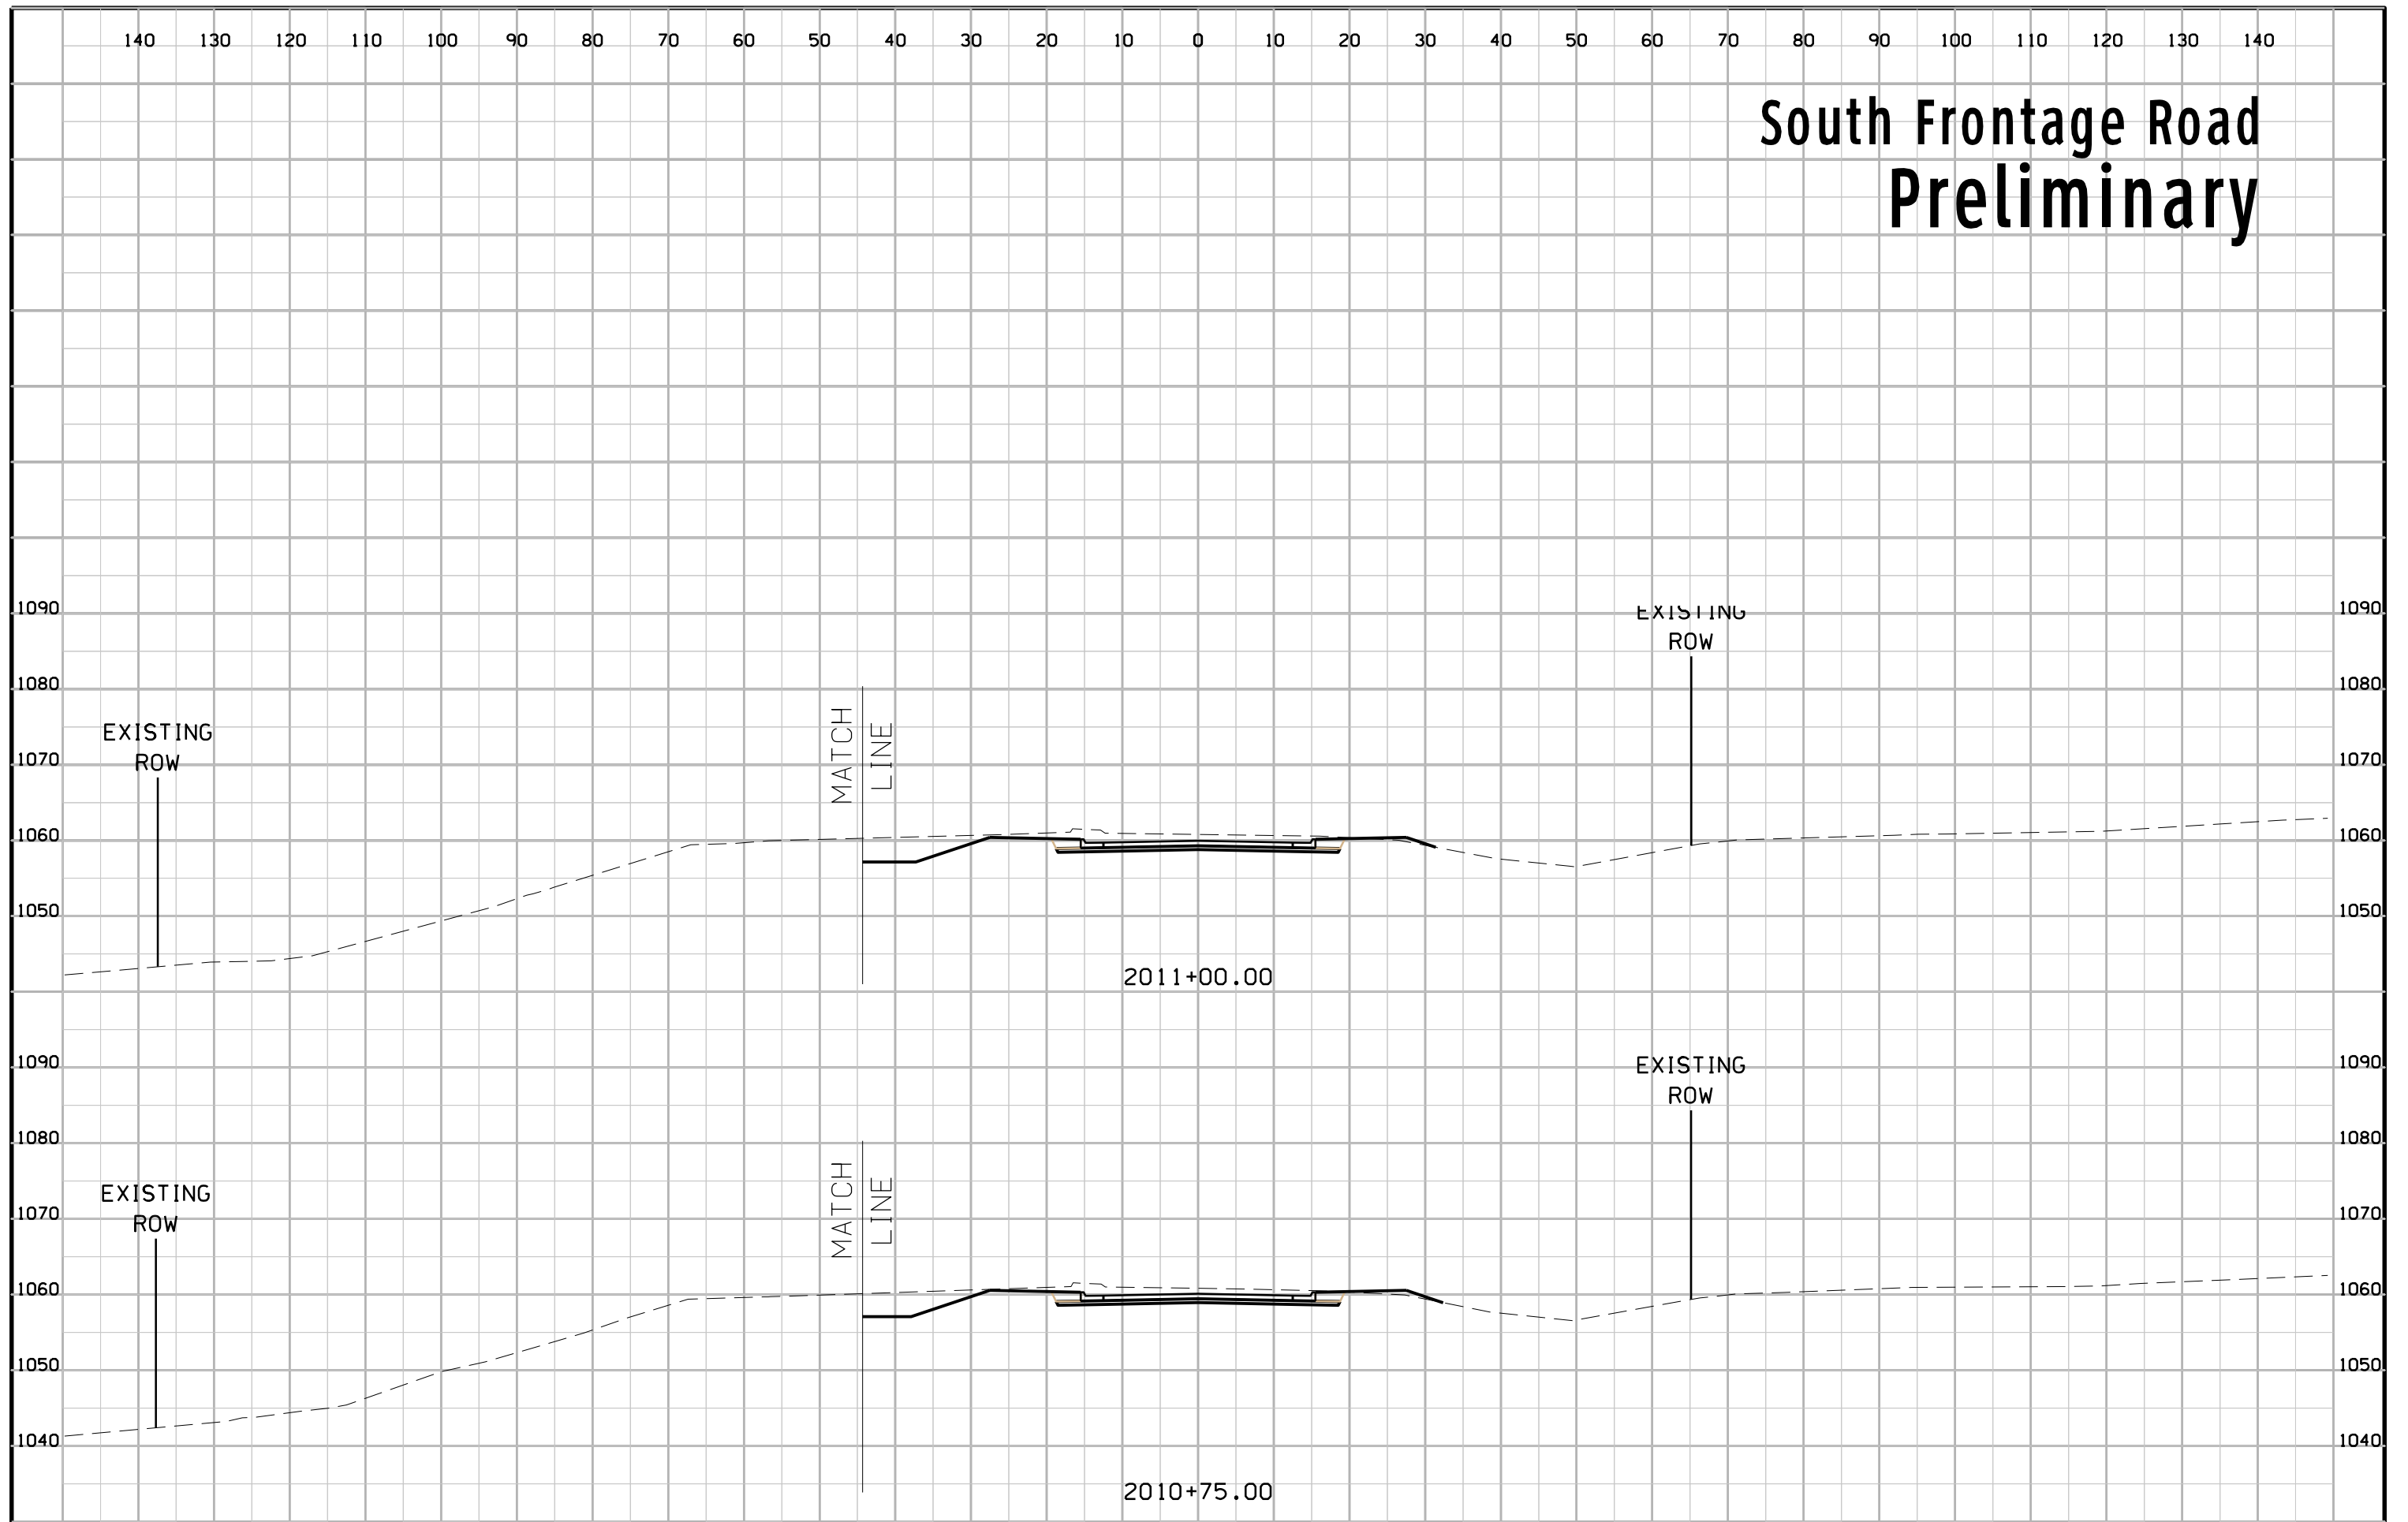 140 130 120 110 100 90 80 70 60 50 40 30 20 10 0 10 20 30 40 50 60 70 80 90 100 110 120 130 140
South Frontage Road
Preliminary
1090 EXISTING 1090
ROW
1080 1080
EXISTING
ROW
MATCH
LINE
1070 1070
1060 1060
1050 1050
2011+00.00
1090 EXISTING 1090
ROW
1080 1080
EXISTING
ROW
MATCH
LINE
1070 1070
1060 1060
1050 1050
1040 1040
2010+75.00